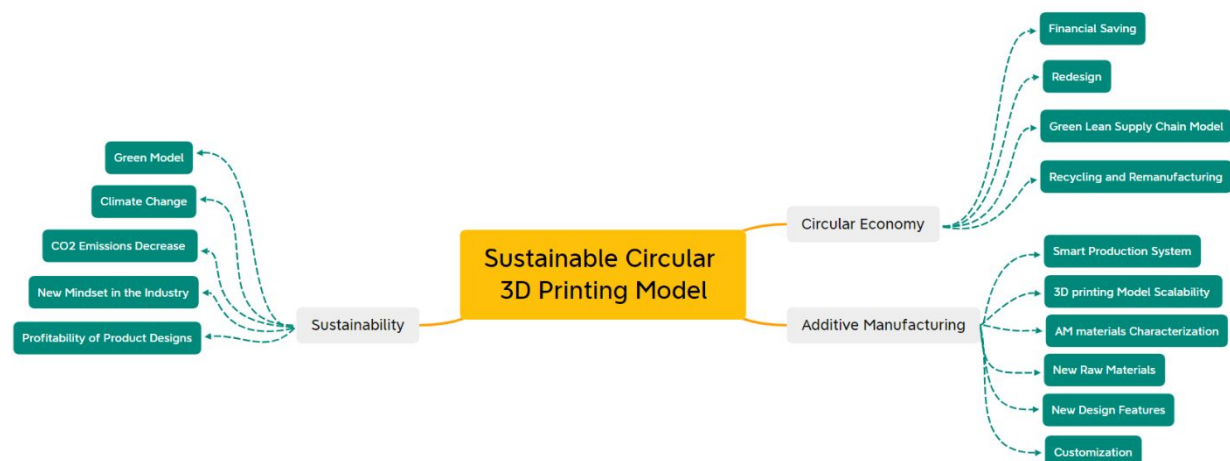 Financial Saving
Redesign
Green Lean Supply Chain Model
Recycling and Remanufacturing
Circular Economy
Green Model
Climate Change
CO2 Emissions Decrease
New Mindset in the Industry
Profitability of Product Designs
Sustainability
Sustainable Circular
3D Printing Model
Additive Manufacturing
Smart Production System
3D printing Model Scalability
AM materials Characterization
New Raw Materials
New Design Features
Customization